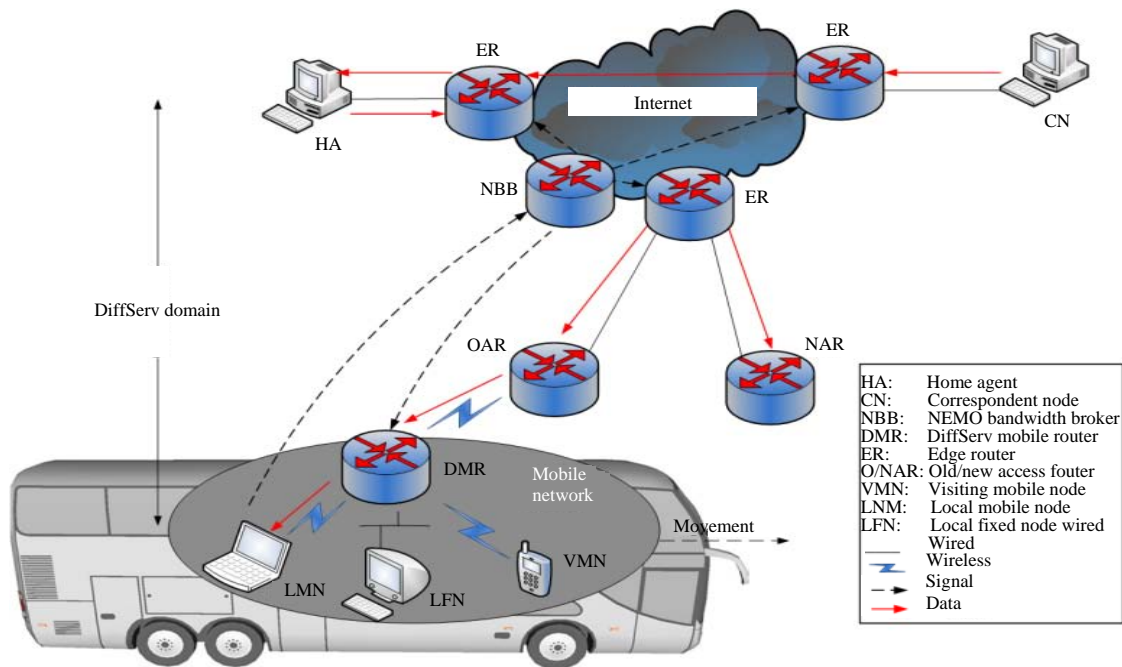 ER
ER
Internet
HA
CN
NBB
ER
DiffServ domain
OAR
NAR
DMR
Mobile
network
Movement
VMN
LMN
LFN
HA: Home agent
CN: Correspondent node
NBB: NEMO bandwidth broker
DMR: DiffServ mobile router
ER: Edge router
O/NAR: Old/new access fouter
VMN: Visiting mobile node
LNM: Local mobile node
LFN: Local fixed node wired
Wired
Wireless
Signal
Data